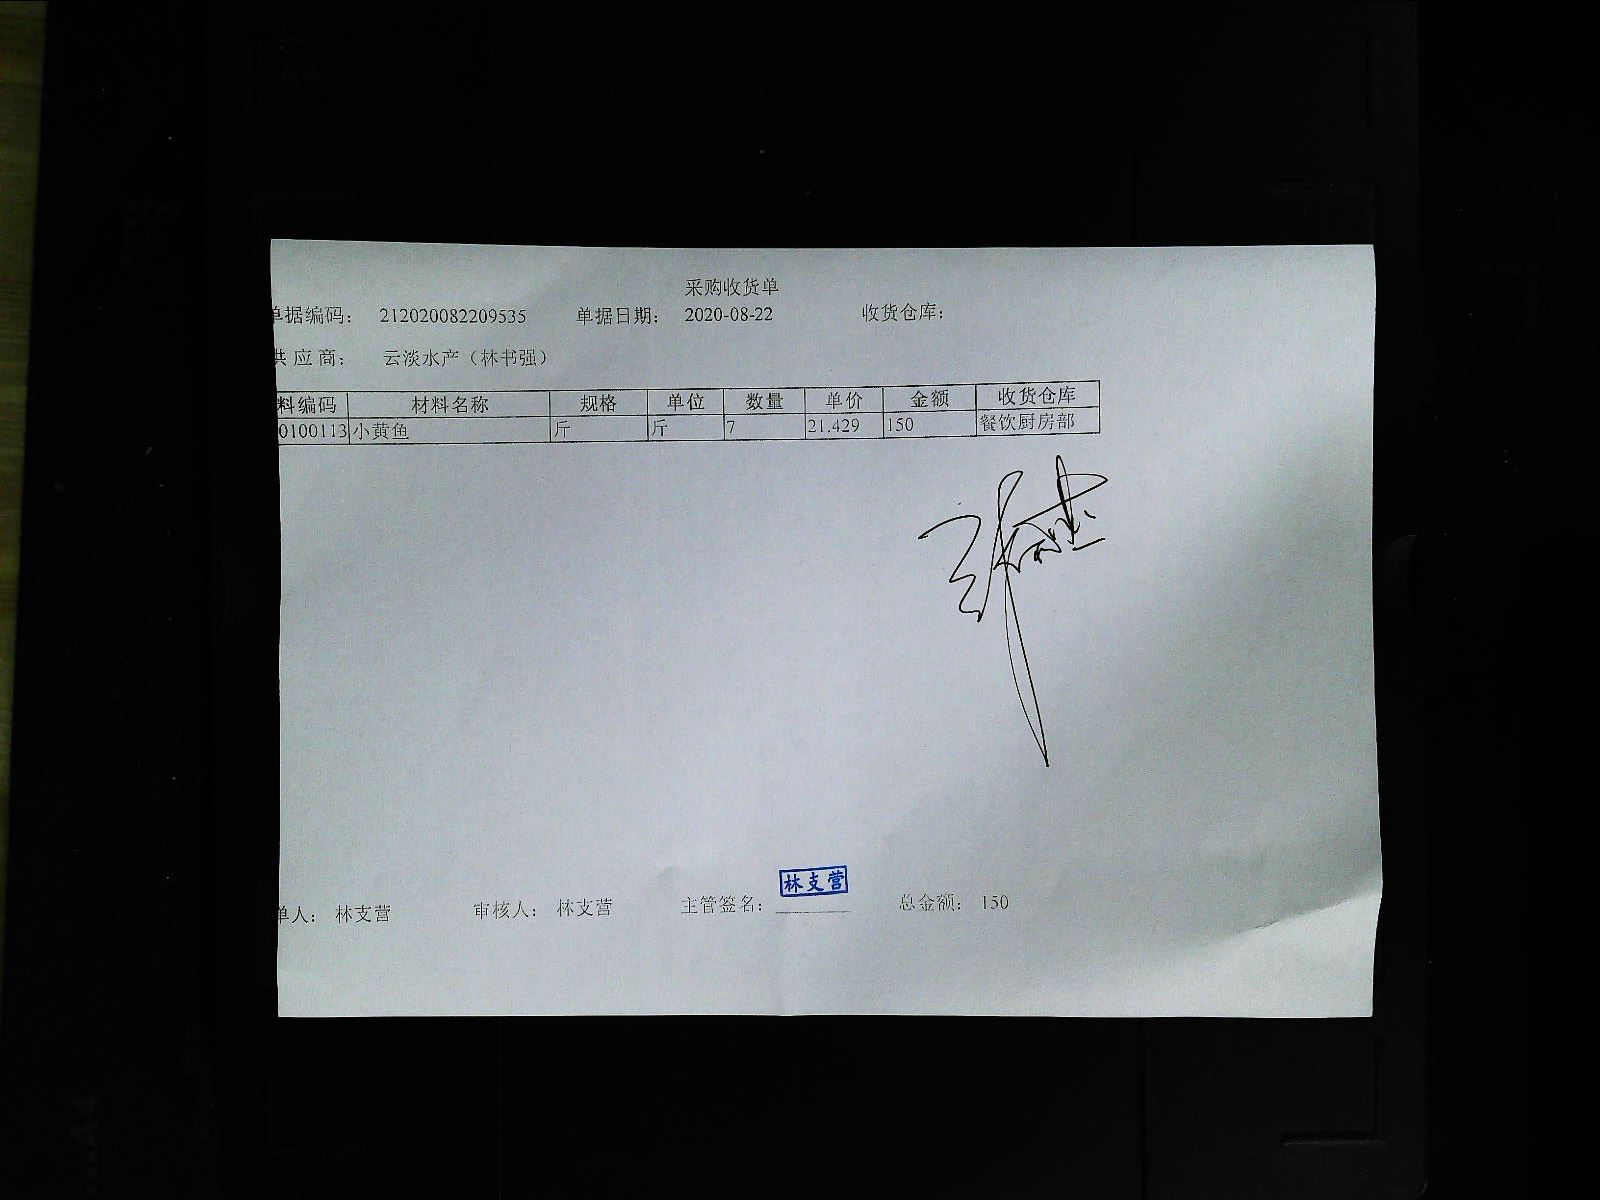 采购收货单
单据编码： 212020082209535 单据日期： 2020-08-22 收货仓库：
供应商： 云淡水产（林书强）
料编码 材料名称 规格 单位 数量 单价 金额 收货仓库
0100113 小黄鱼 斤 斤 7 21.429 150 餐饮厨房部
林支营
单人： 林支营 审核人： 林支营 主管签名： 总金额： 150